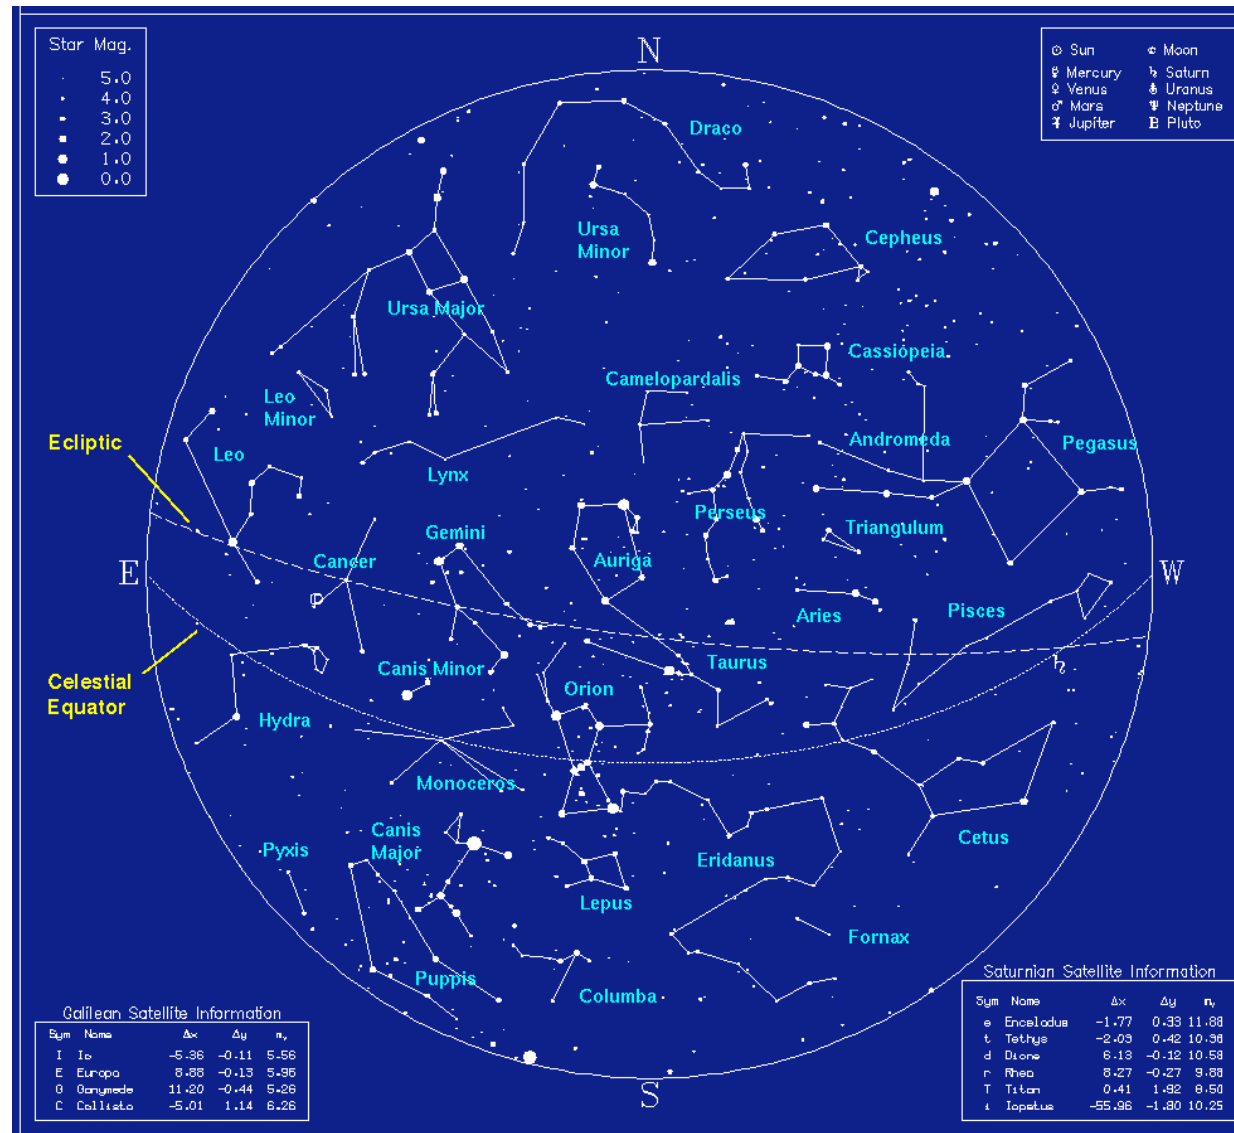 Star Mag.
5.0
4.0
3.0
2.0
1.0
0.0
N
Sun Moon
Mercury Saturn
Venus Uranus
Mars Neptune
Jupiter Pluto
Draco
Ursa
Minor
Cepheus
Ursa Major
Cassiopeia
Camelopardalis
Leo
Minor
Ecliptic
Leo
Andromeda
Pegasus
Lynx
Perseus
Triangulum
Gemini
Cancer
Auriga
E
W
Aries
Pisces
Canis Minor
Taurus
Celestial
Equator
Orion
Hydra
Monoceros
Canis
Major
Pyxis
Cetus
Eridanus
Lepus
Fornax
Puppis
Columba
S
Galilean Satellite Information
Sym Name Δx Δy mᵥ
I Io -5.36 -0.11 5.56
E Europa 8.88 -0.13 5.96
G Ganymede 11.20 -0.44 5.26
C Callisto -5.01 1.14 6.26
Saturnian Satellite Information
Sym Name Δx Δy mᵥ
e Enceladus -1.77 0.33 11.88
t Tethys -2.09 0.42 10.38
d Dione 6.13 -0.12 10.58
r Rhea 8.27 -0.27 9.88
T Titan 0.41 1.92 8.50
i Iapetus -55.96 -1.80 10.25